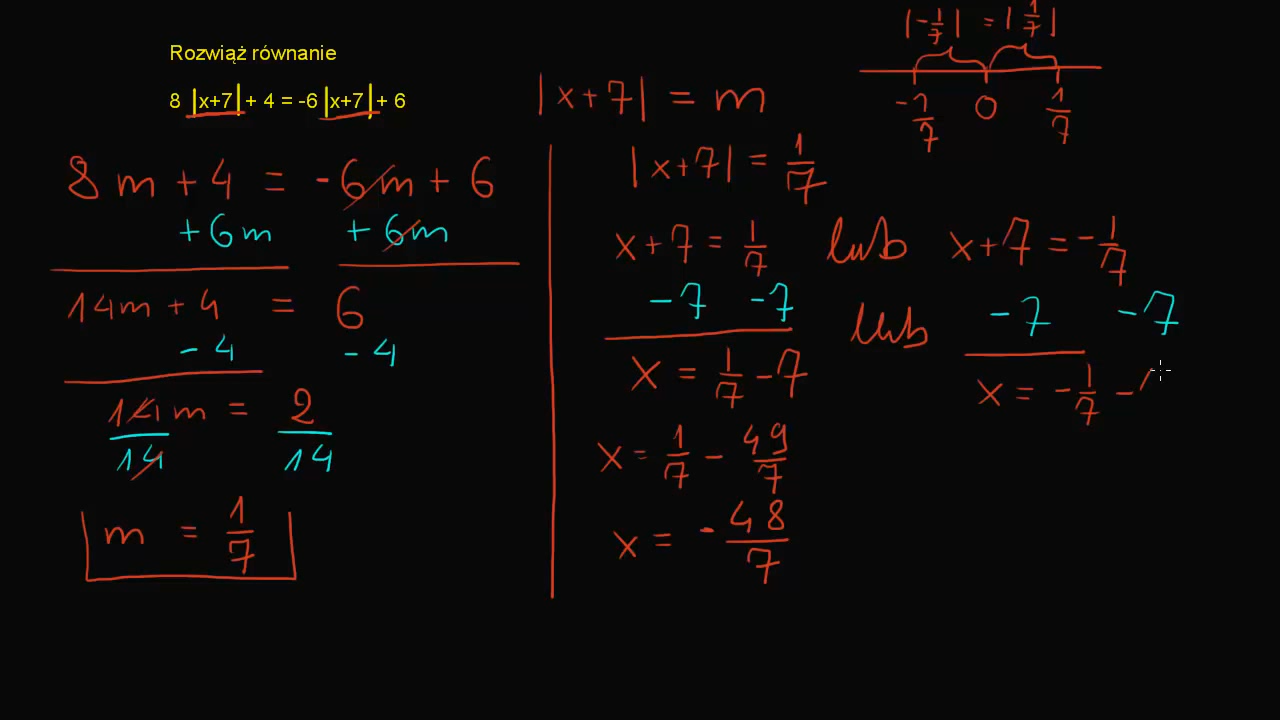 Rozwiąż równanie
8 |x+7| + 4 = -6 |x+7| + 6
8m + 4 = -6m + 6
+6m +6m
14m + 4 = 6
-4 -4
14m = 2
14 14
m = 1/7
|x+7| = m
|-1/7| = |1/7|
-1/7 0 1/7
|x+7| = 1/7
x+7 = 1/7 lub x+7 = -1/7
-7 -7 lub -7 -7
x = 1/7 - 7 x = -1/7 -
x = 1/7 - 49/7
x = -48/7